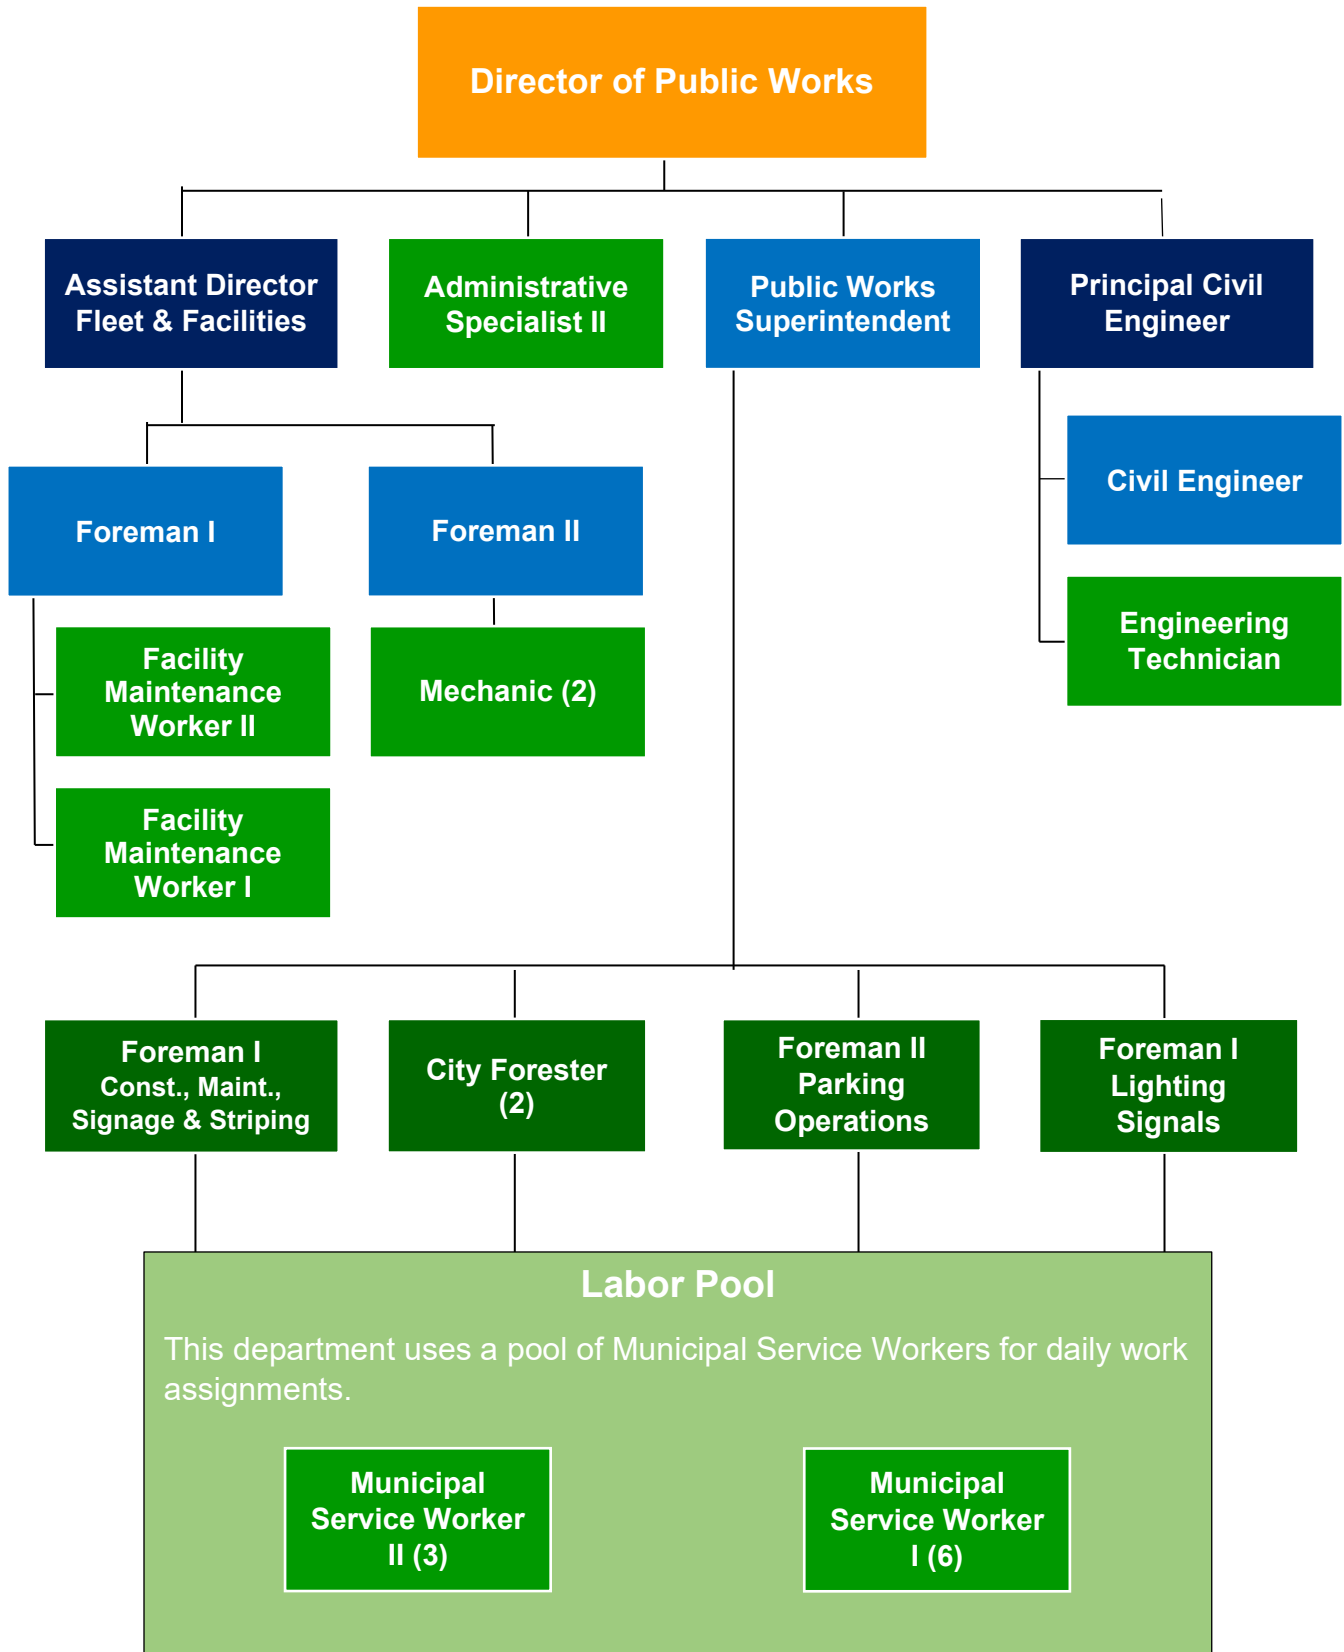 Director of Public Works
Assistant Director
Fleet & Facilities
Administrative
Specialist II
Public Works
Superintendent
Principal Civil
Engineer
Foreman I
Foreman II
Civil Engineer
Facility
Maintenance
Worker II
Mechanic (2)
Engineering
Technician
Facility
Maintenance
Worker I
Foreman I
Const., Maint.,
Signage & Striping
City Forester
(2)
Foreman II
Parking
Operations
Foreman I
Lighting
Signals
Labor Pool
This department uses a pool of Municipal Service Workers for daily work
assignments.
Municipal
Service Worker
II (3)
Municipal
Service Worker
I (6)